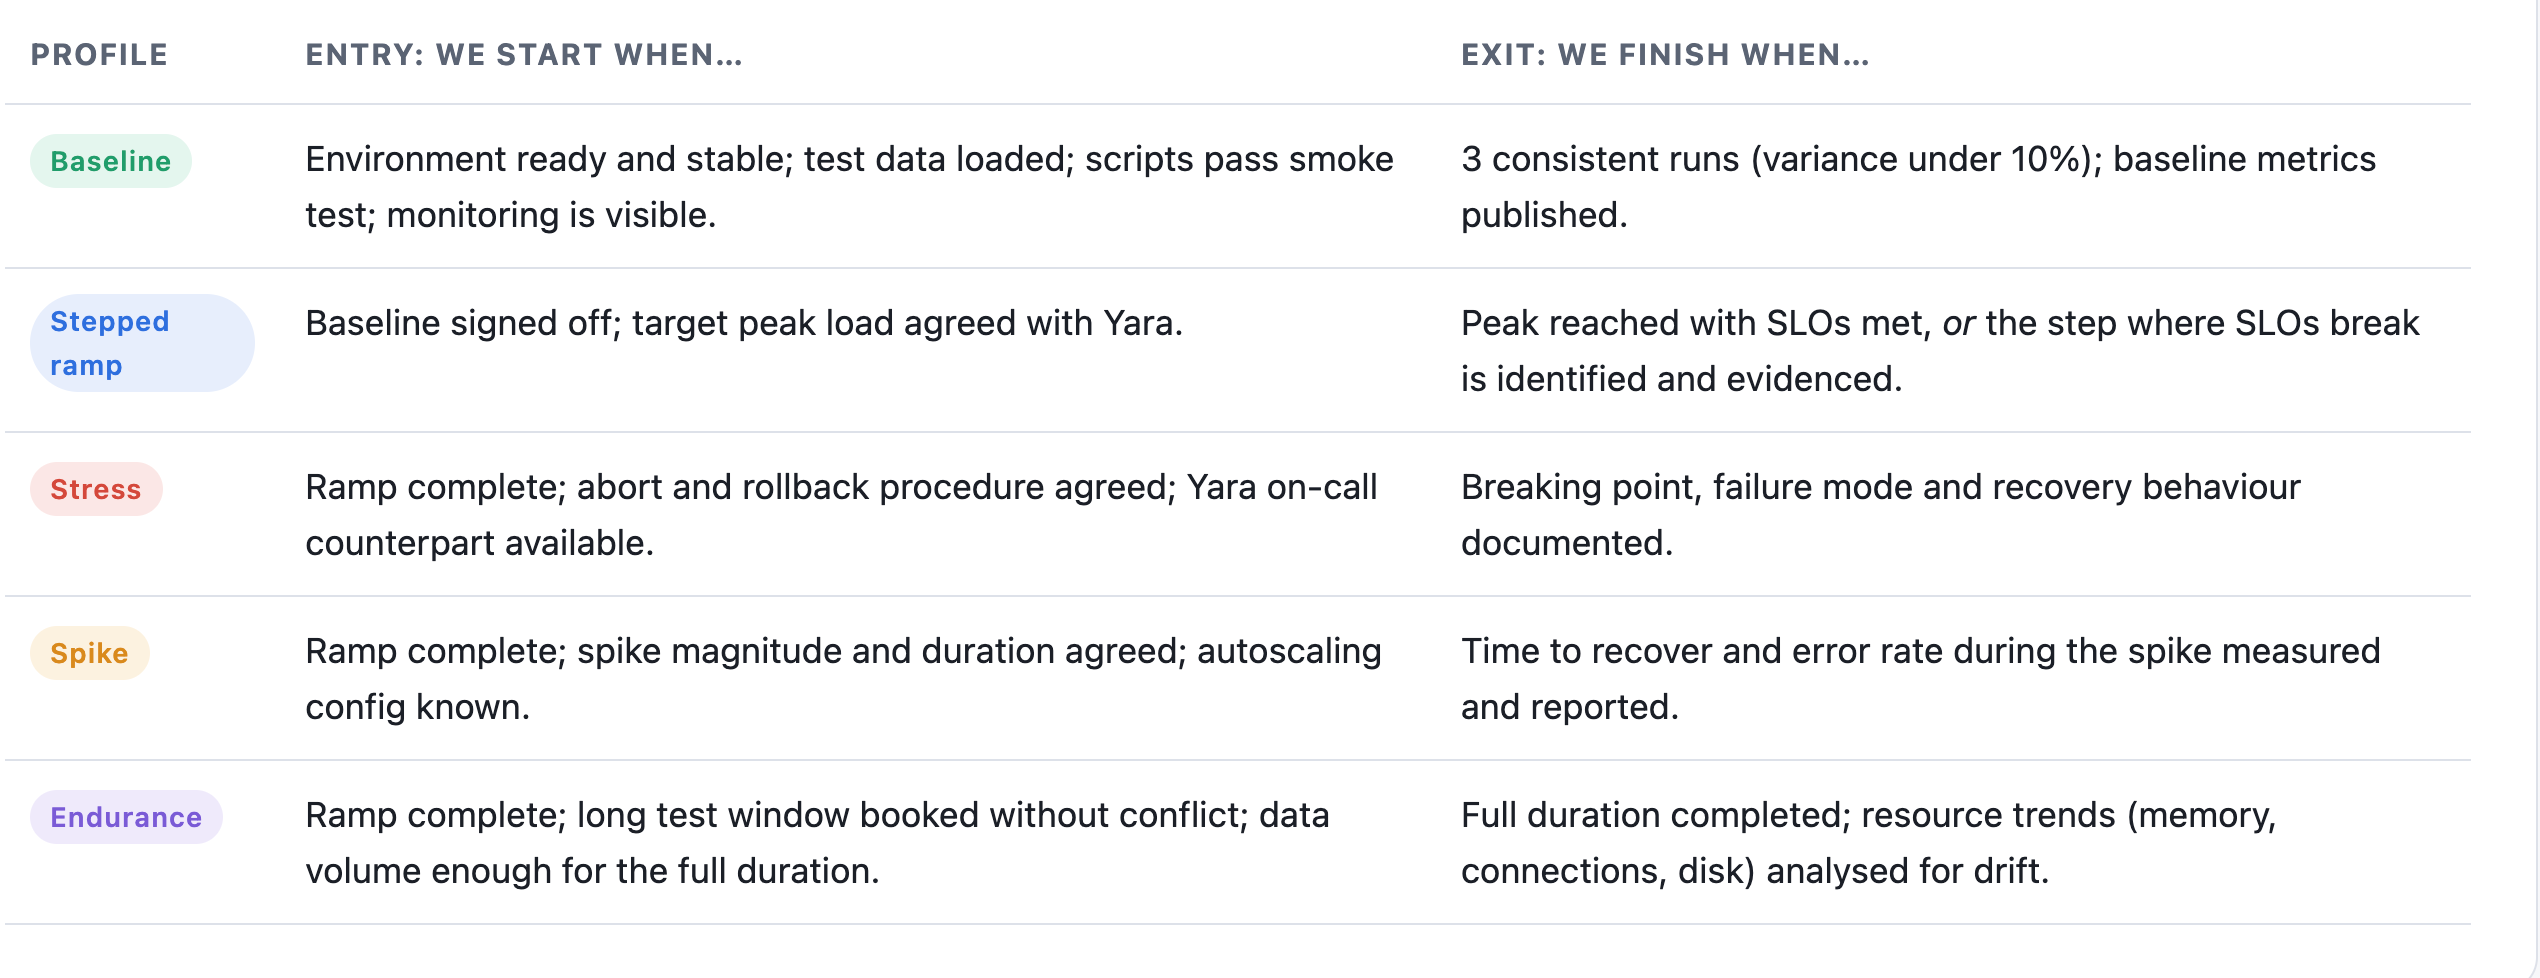 PROFILE
ENTRY: WE START WHEN...
EXIT: WE FINISH WHEN...
Baseline
Environment ready and stable; test data loaded; scripts pass smoke
test; monitoring is visible.
3 consistent runs (variance under 10%); baseline metrics
published.
Stepped
ramp
Baseline signed off; target peak load agreed with Yara.
Peak reached with SLOs met, or the step where SLOs break
is identified and evidenced.
Stress
Ramp complete; abort and rollback procedure agreed; Yara on-call
counterpart available.
Breaking point, failure mode and recovery behaviour
documented.
Spike
Ramp complete; spike magnitude and duration agreed; autoscaling
config known.
Time to recover and error rate during the spike measured
and reported.
Endurance
Ramp complete; long test window booked without conflict; data
volume enough for the full duration.
Full duration completed; resource trends (memory,
connections, disk) analysed for drift.